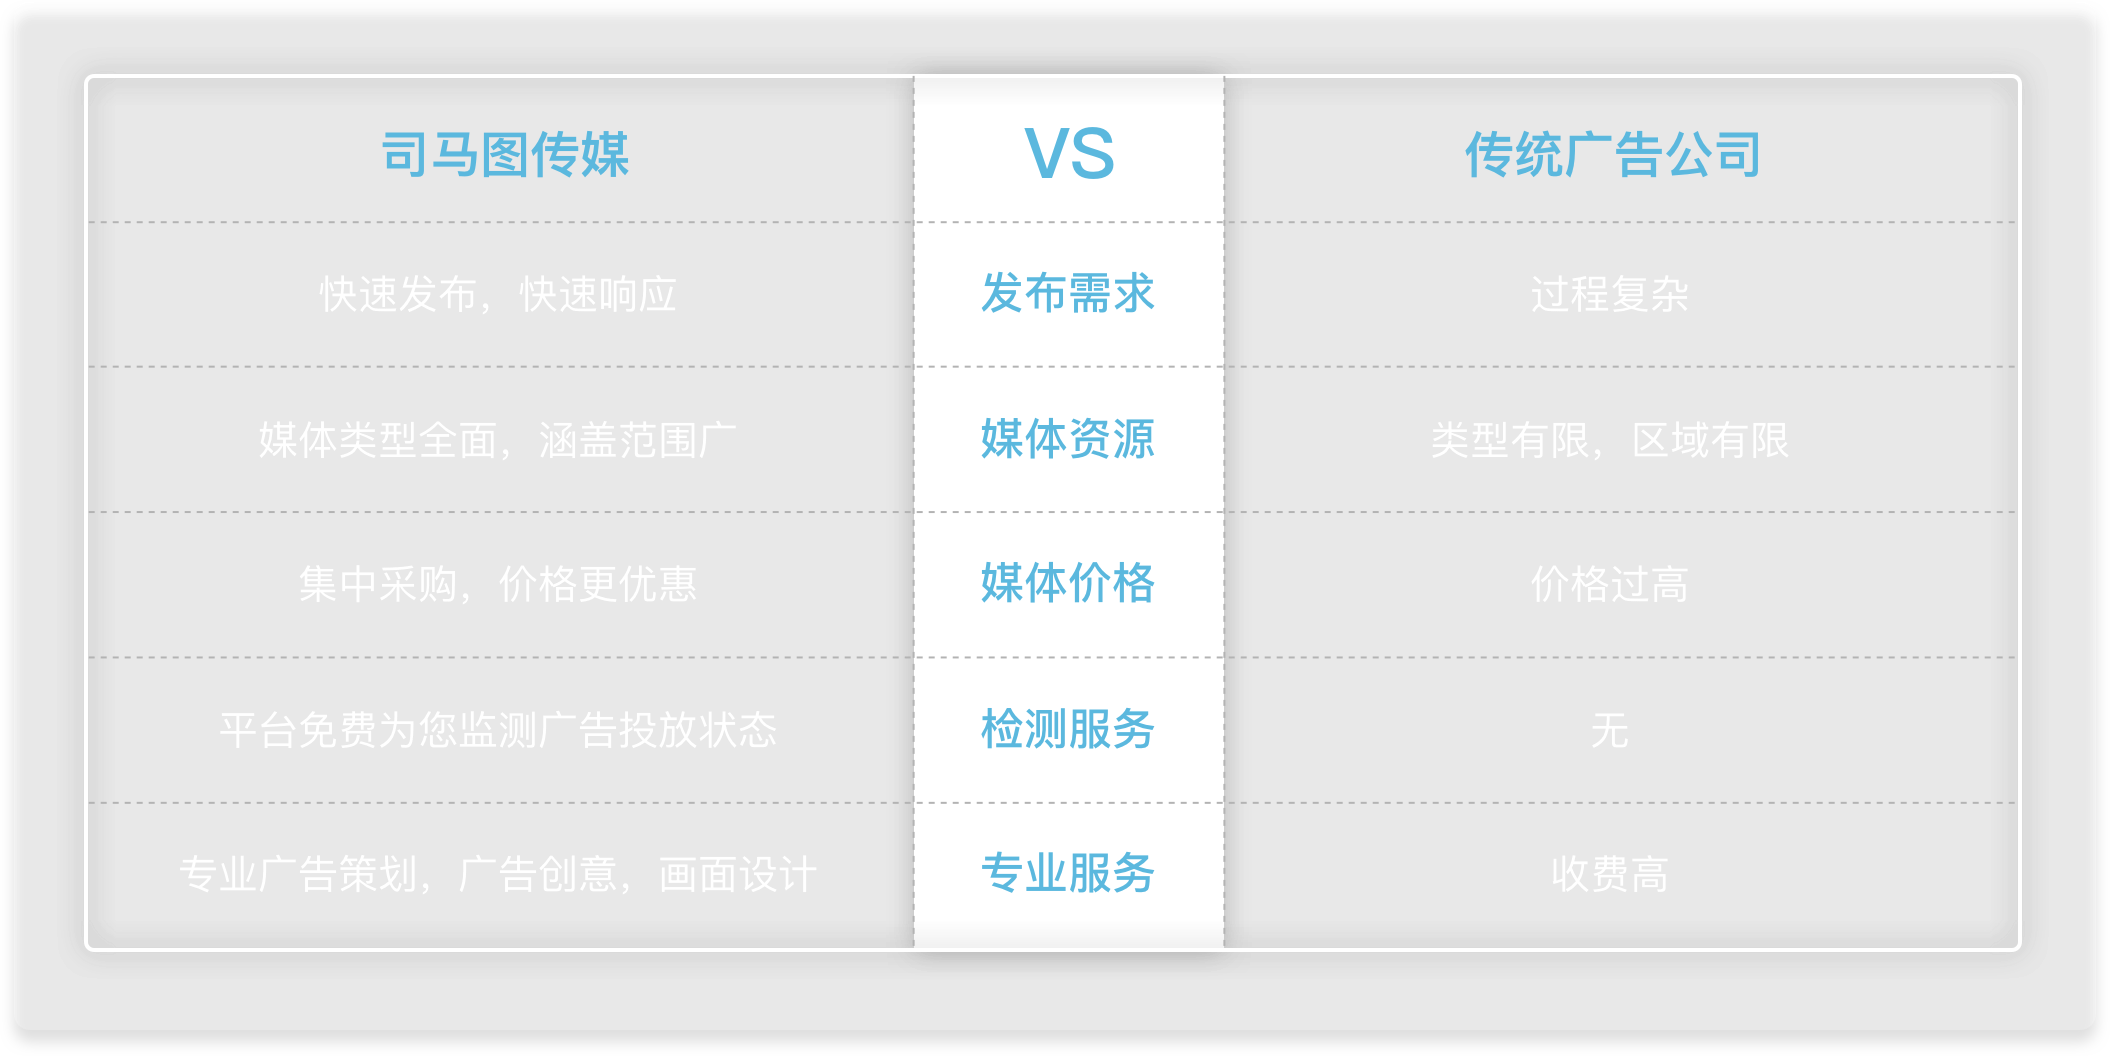 司马图传媒 VS 传统广告公司
快速发布，快速响应 发布需求 过程复杂
媒体类型全面，涵盖范围广 媒体资源 类型有限，区域有限
集中采购，价格更优惠 媒体价格 价格过高
平台免费为您监测广告投放状态 检测服务 无
专业广告策划，广告创意，画面设计 专业服务 收费高